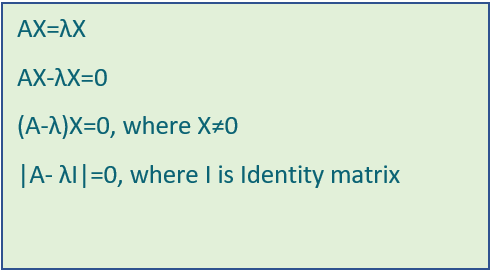 AX=λX
AX-λX=0
(A-λ)X=0, where X≠0
|A- λI|=0, where I is Identity matrix